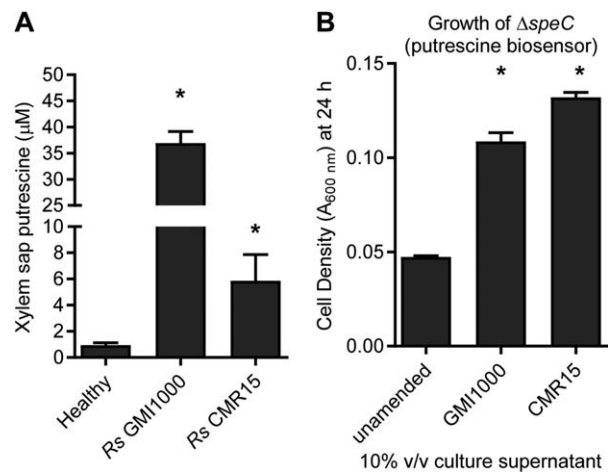 A
Xylem sap putrescine (µM)
50
45
40
35
30
25
20
10
8
6
4
2
0
*
*
Healthy
Rs GMI1000
Rs CMR15
B
Growth of ΔspeC
(putrescine biosensor)
Cell Density (A600 nm) at 24 h
0.15
0.10
0.05
0.00
*
*
unamended
GMI1000
CMR15
10% v/v culture supernatant